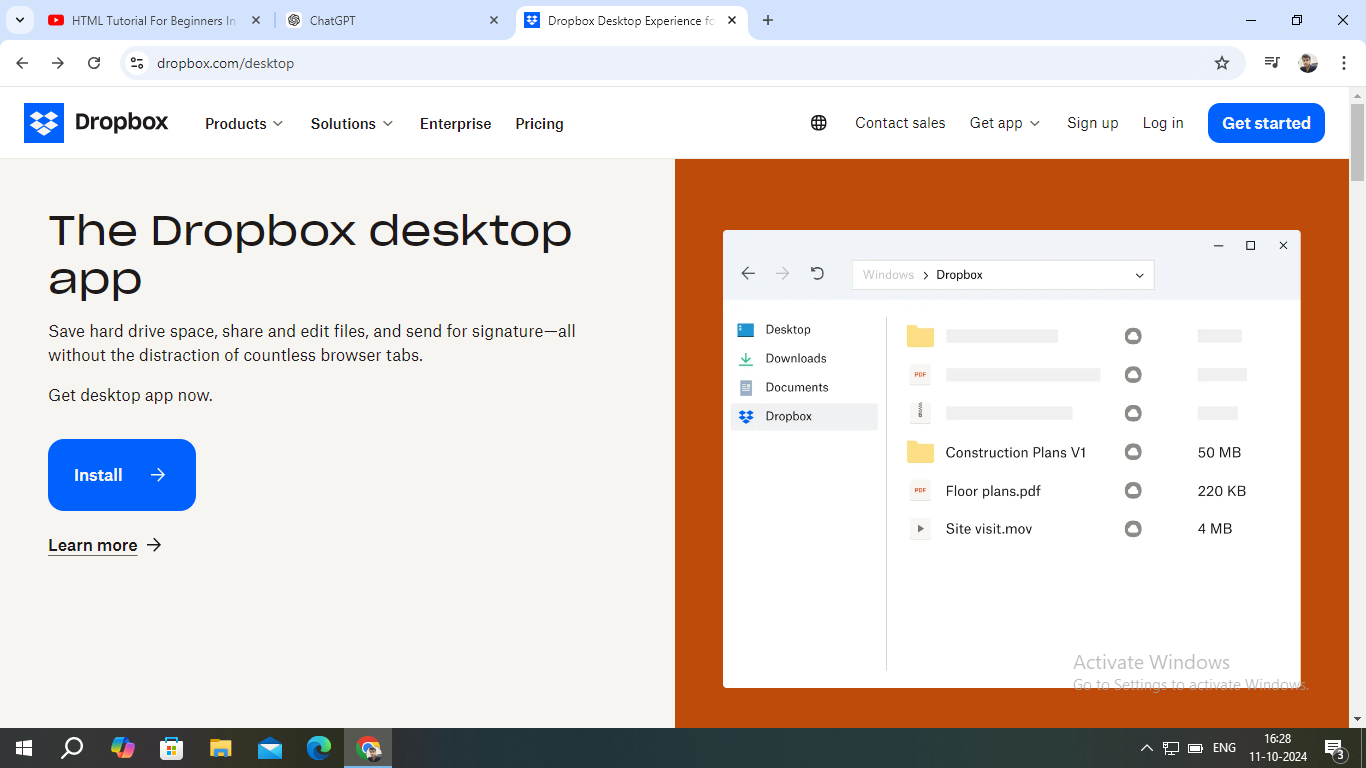 HTML Tutorial For Beginners In
ChatGPT
Dropbox Desktop Experience fo
dropbox.com/desktop
Dropbox
Products
Solutions
Enterprise
Pricing
Contact sales
Get app
Sign up
Log in
Get started
The Dropbox desktop
app
Save hard drive space, share and edit files, and send for signature—all
without the distraction of countless browser tabs.
Get desktop app now.
Install
Learn more
Windows
Dropbox
Desktop
Downloads
Documents
Dropbox
PDF
Construction Plans V1
50 MB
PDF
Floor plans.pdf
220 KB
Site visit.mov
4 MB
Activate Windows
Go to Settings to activate Windows.
ENG
16:28
11-10-2024
3